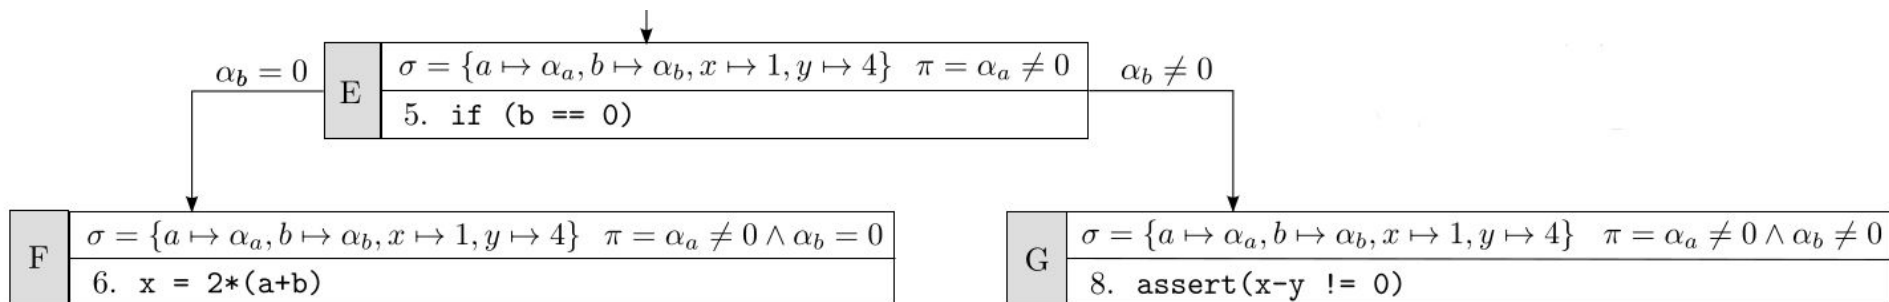 α_b = 0
E
σ = {a ↦ α_a, b ↦ α_b, x ↦ 1, y ↦ 4} π = α_a ≠ 0
α_b ≠ 0
5. if (b == 0)
F
σ = {a ↦ α_a, b ↦ α_b, x ↦ 1, y ↦ 4} π = α_a ≠ 0 ∧ α_b = 0
6. x = 2*(a+b)
G
σ = {a ↦ α_a, b ↦ α_b, x ↦ 1, y ↦ 4} π = α_a ≠ 0 ∧ α_b ≠ 0
8. assert(x-y != 0)